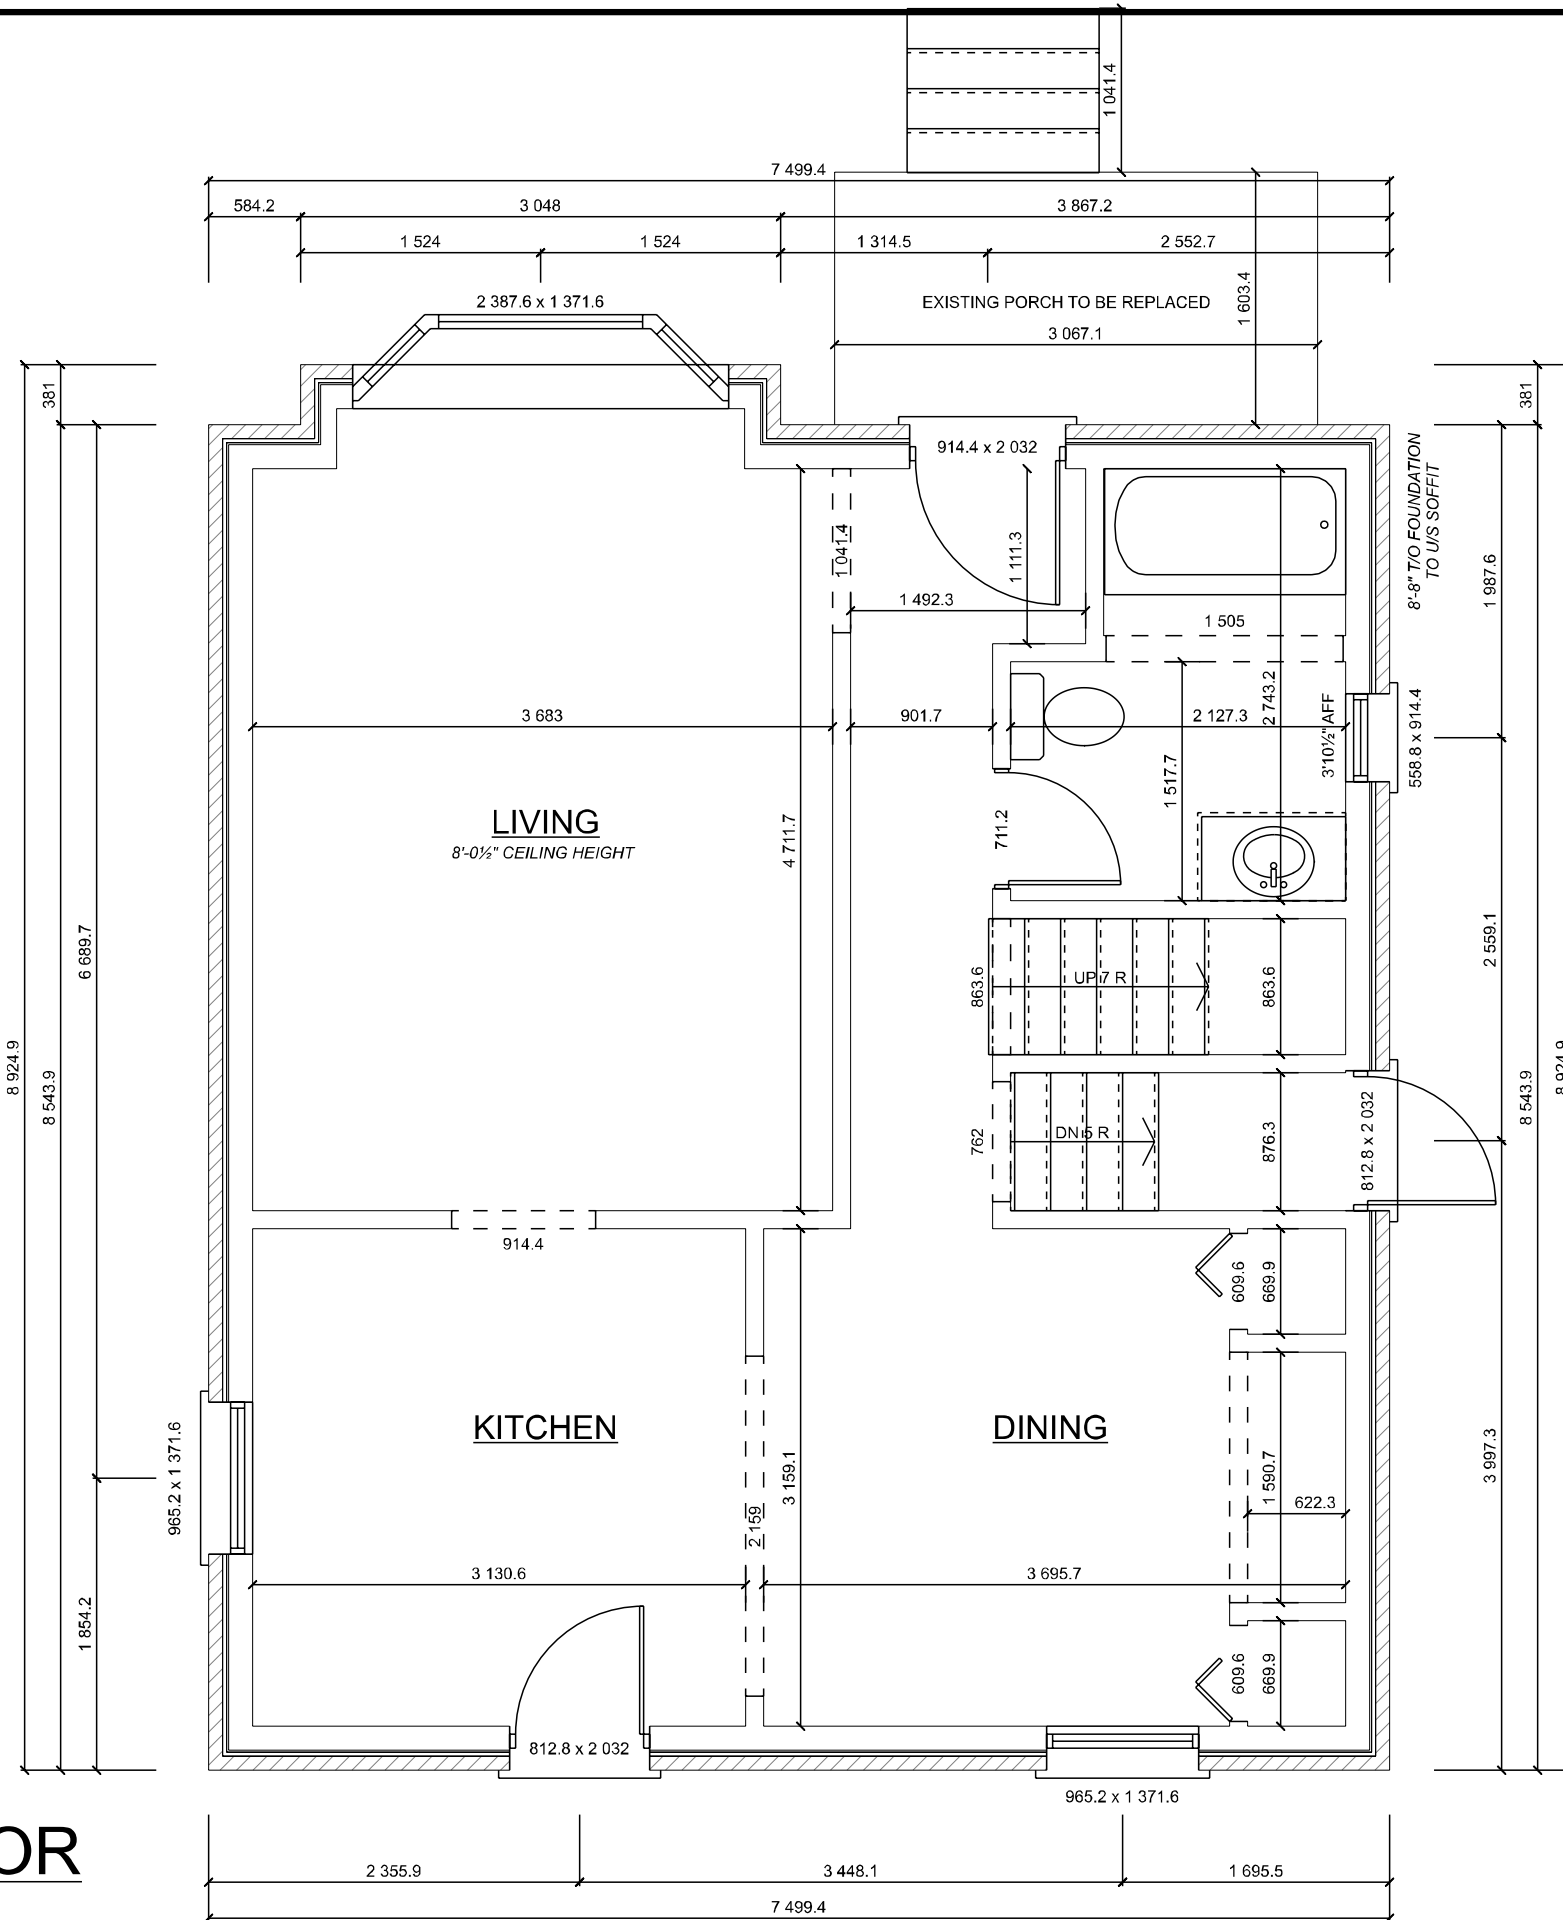 1 041.4
7 499.4
584.2
3 048
3 867.2
1 524
1 524
1 314.5
2 552.7
2 387.6 x 1 371.6
EXISTING PORCH TO BE REPLACED
1 603.4
3 067.1
381
381
914.4 x 2 032
8'-8" T/O FOUNDATION
TO U/S SOFFIT
1 041.4
1 111.3
1 987.6
1 492.3
1 505
3 683
901.7
2 127.3
2 743.2
3'10½" AFF
558.8 x 914.4
1 517.7
LIVING
8'-0½" CEILING HEIGHT
4 711.7
711.2
6 689.7
2 559.1
863.6
UP 7 R
863.6
8 924.9
8 543.9
8 543.9
8 924.9
762
DN 5 R
876.3
812.8 x 2 032
914.4
609.6
669.9
KITCHEN
DINING
965.2 x 1 371.6
3 159.1
2 159
1 590.7
622.3
3 997.3
3 130.6
3 695.7
1 854.2
609.6
669.9
812.8 x 2 032
965.2 x 1 371.6
OR
2 355.9
3 448.1
1 695.5
7 499.4